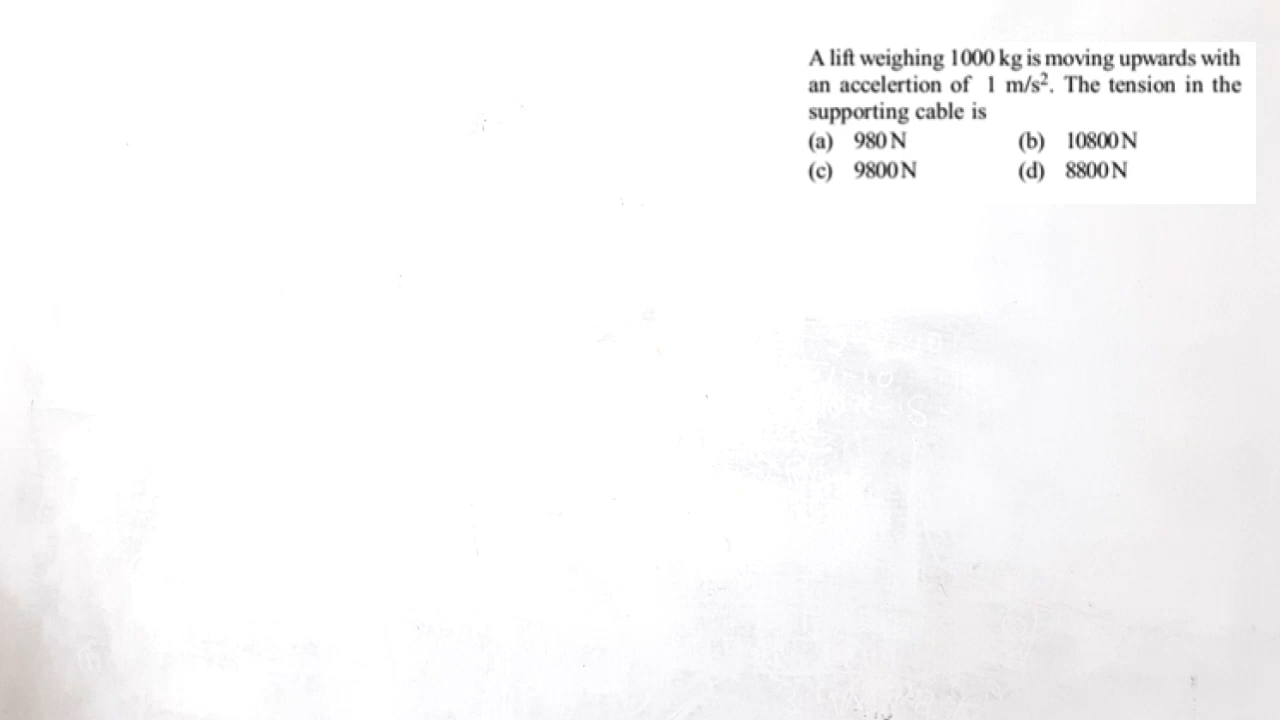 A lift weighing 1000 kg is moving upwards with
an accelertion of 1 m/s². The tension in the
supporting cable is
(a) 980 N (b) 10800 N
(c) 9800 N (d) 8800 N